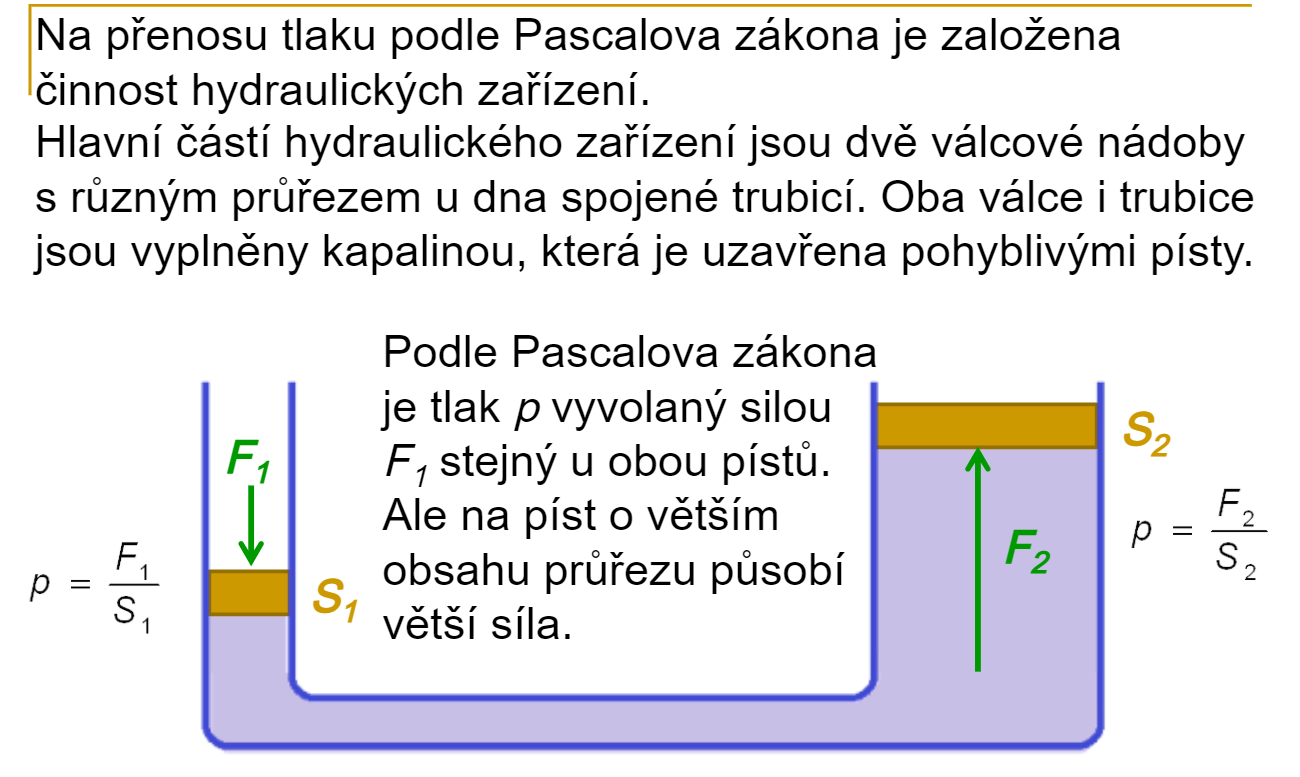 Na přenosu tlaku podle Pascalova zákona je založena
činnost hydraulických zařízení.
Hlavní částí hydraulického zařízení jsou dvě válcové nádoby
s různým průřezem u dna spojené trubicí. Oba válce i trubice
jsou vyplněny kapalinou, která je uzavřena pohyblivými písty.
Podle Pascalova zákona
je tlak p vyvolaný silou
F₁ stejný u obou pístů.
Ale na píst o větším
obsahu průřezu působí
větší síla.
F₁
p = F₁/S₁
S₁
S₂
F₂
p = F₂/S₂